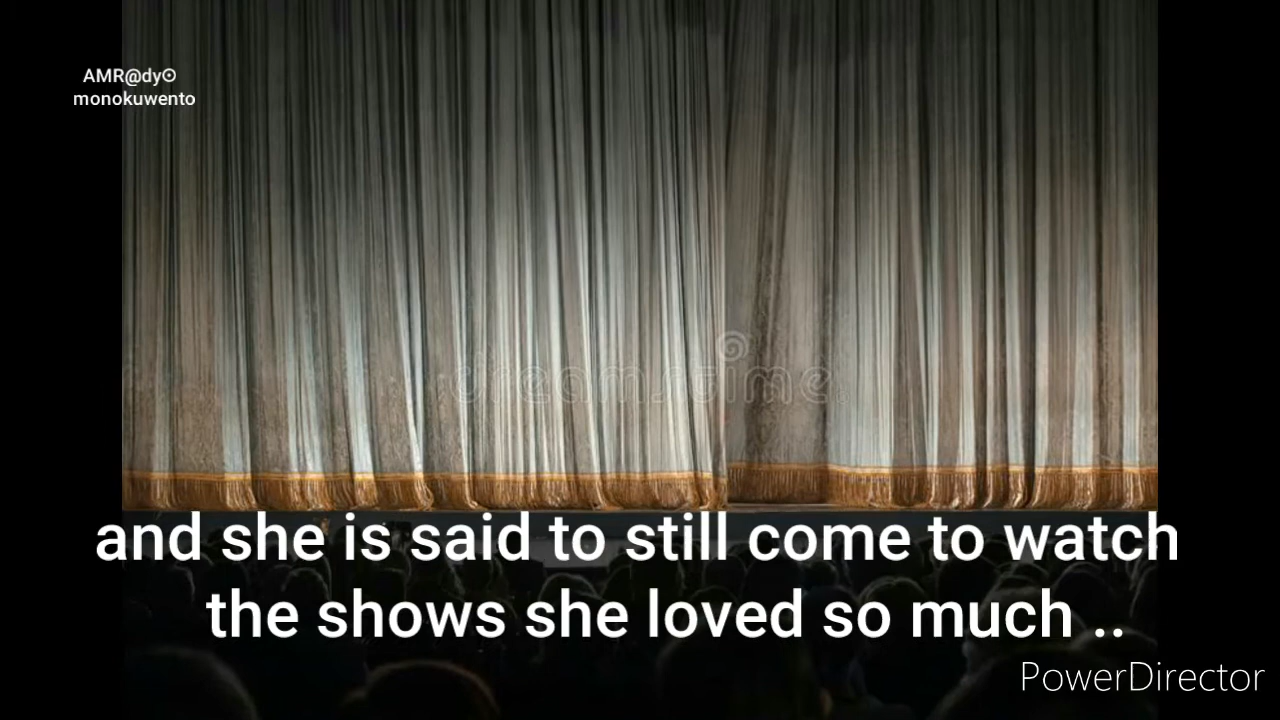 AMR@dy⊙
monokuwento
dreamstime.
and she is said to still come to watch
the shows she loved so much ..
PowerDirector